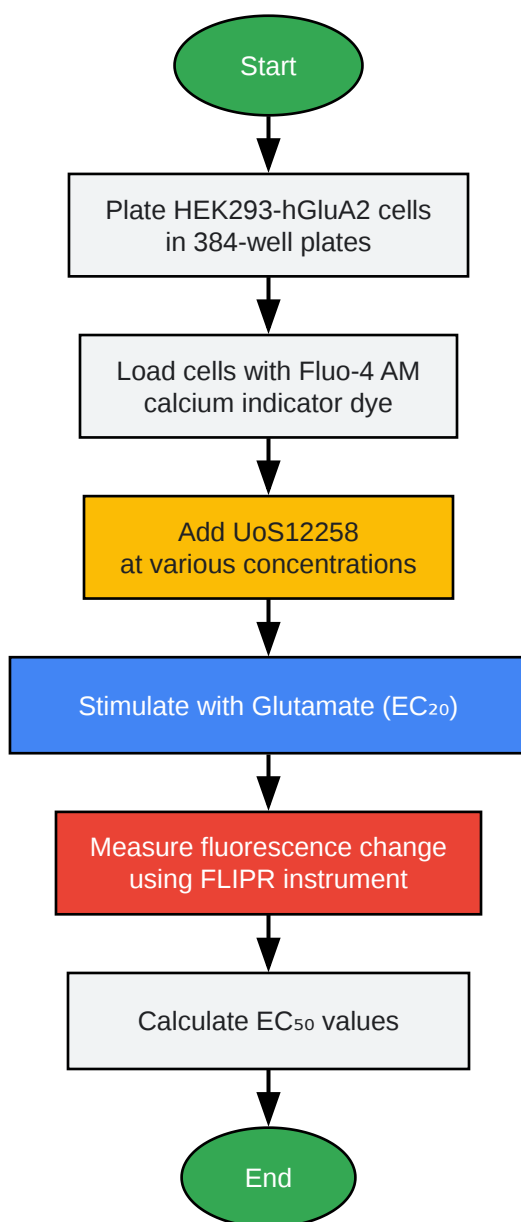 Start
Plate HEK293-hGluA2 cells
in 384-well plates
Load cells with Fluo-4 AM
calcium indicator dye
Add UoS12258
at various concentrations
Stimulate with Glutamate (EC₂₀)
Measure fluorescence change
using FLIPR instrument
Calculate EC₅₀ values
End